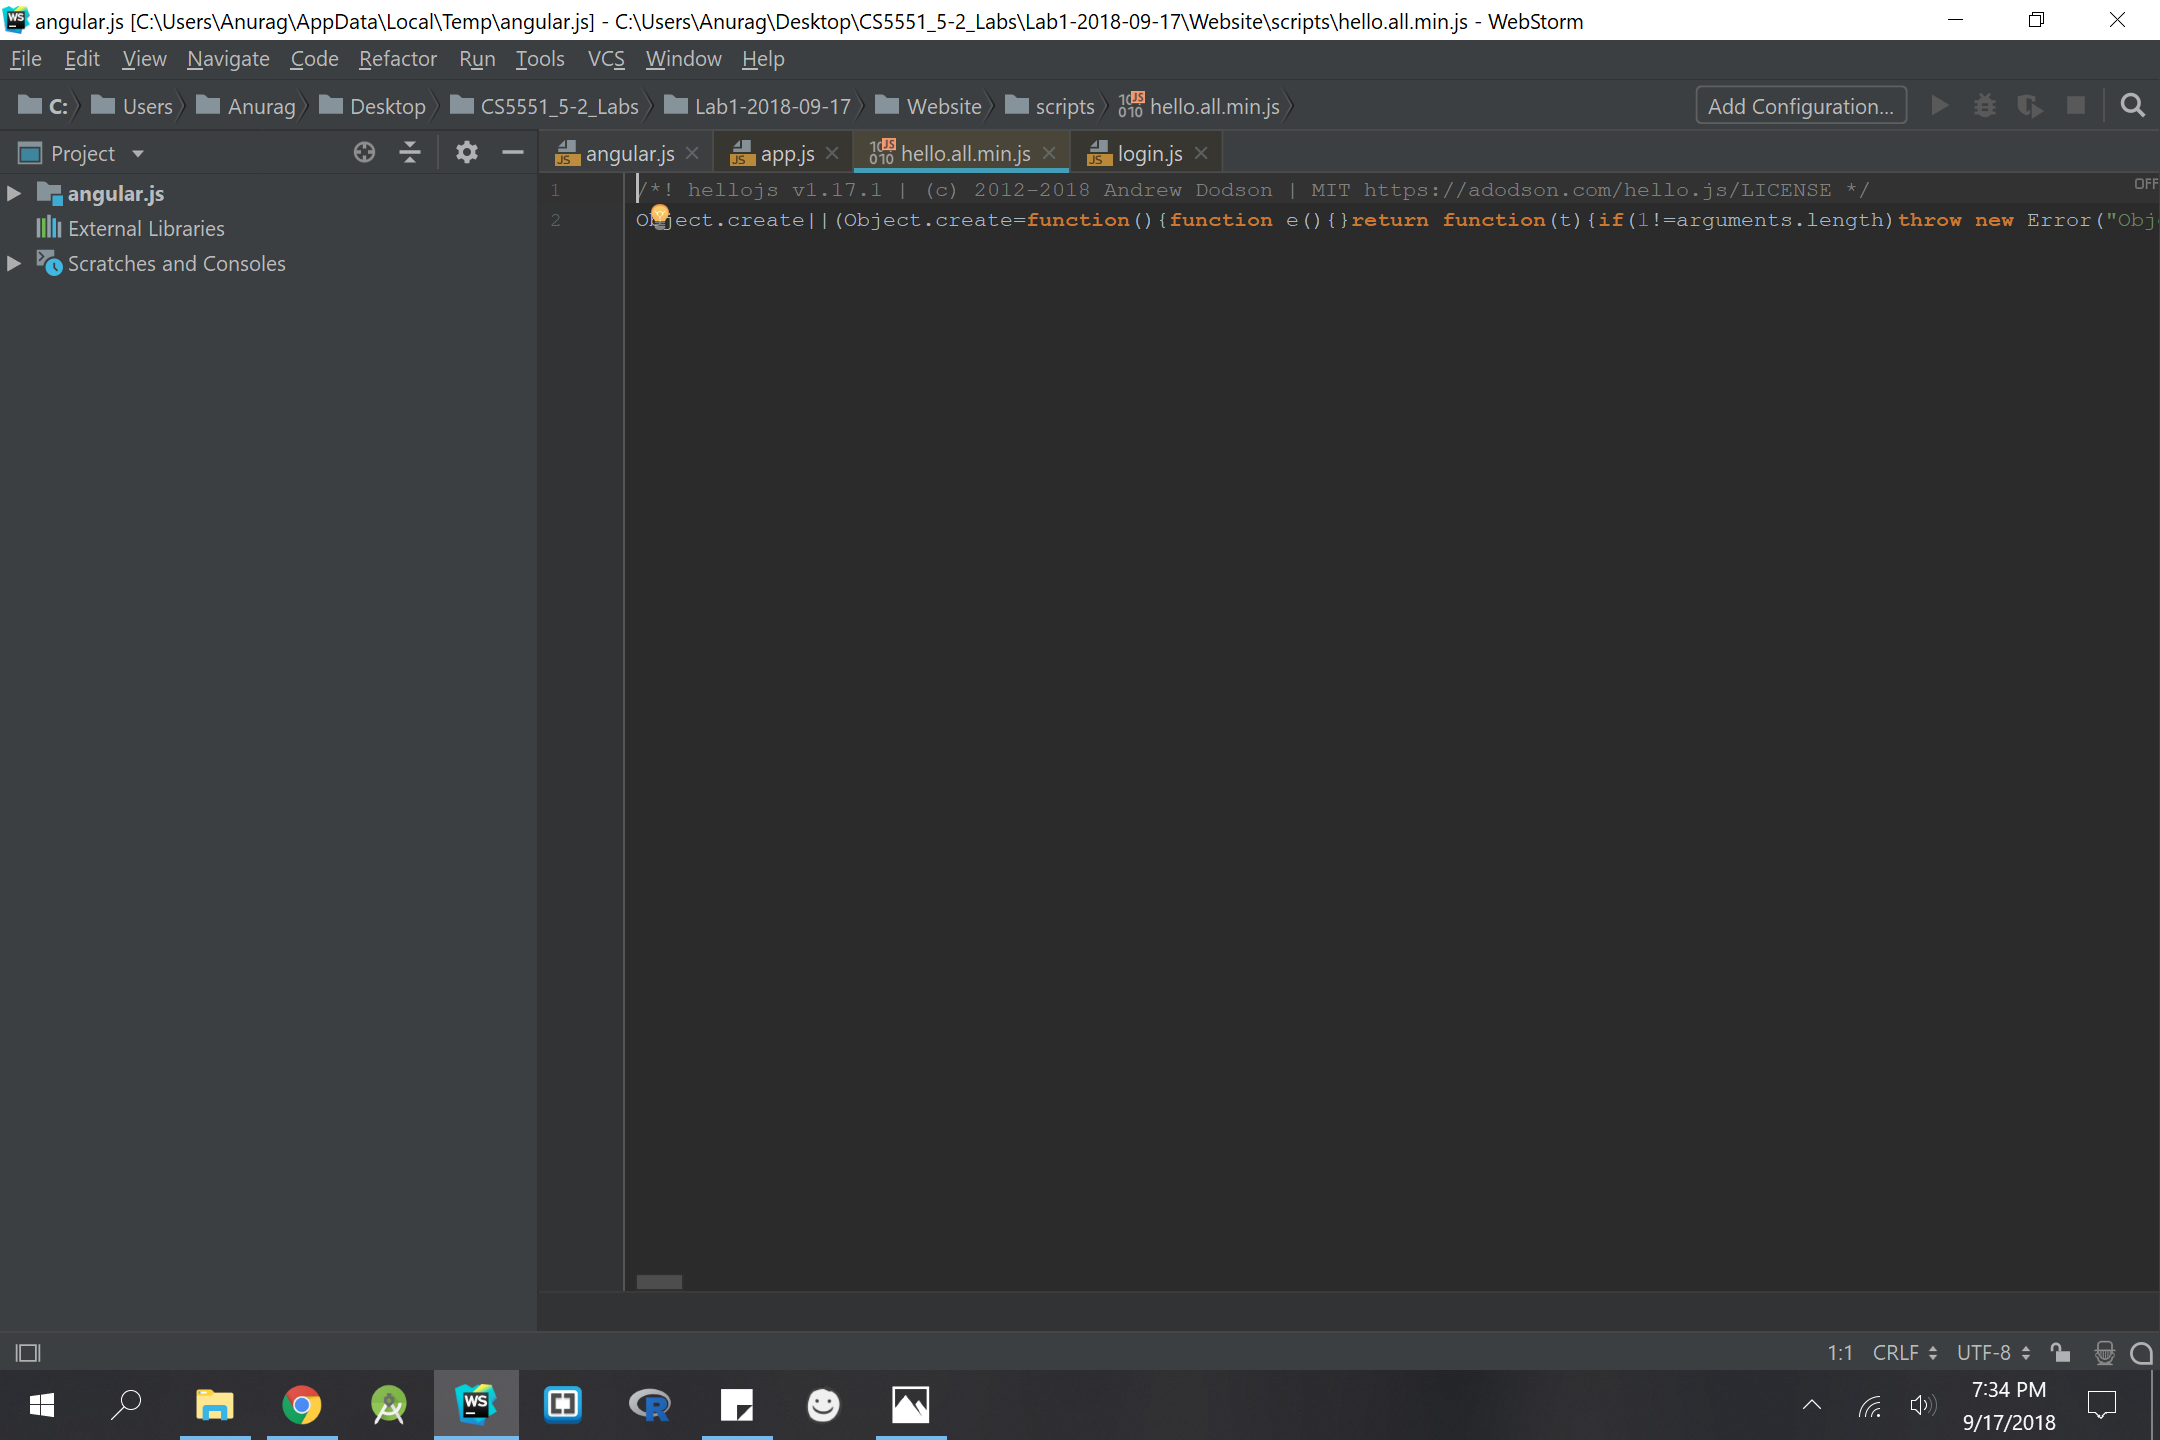 angular.js [C:\Users\Anurag\AppData\Local\Temp\angular.js] - C:\Users\Anurag\Desktop\CS5551_5-2_Labs\Lab1-2018-09-17\Website\scripts\hello.all.min.js - WebStorm
File Edit View Navigate Code Refactor Run Tools VCS Window Help
C: Users Anurag Desktop CS5551_5-2_Labs Lab1-2018-09-17 Website scripts hello.all.min.js Add Configuration...
Project angular.js app.js hello.all.min.js login.js
angular.js
External Libraries
Scratches and Consoles
1 /*! hellojs v1.17.1 | (c) 2012-2018 Andrew Dodson | MIT https://adodson.com/hello.js/LICENSE */ OFF
2 Object.create||(Object.create=function(){function e(){}return function(t){if(1!=arguments.length)throw new Error("Obj
1:1 CRLF UTF-8
7:34 PM
9/17/2018